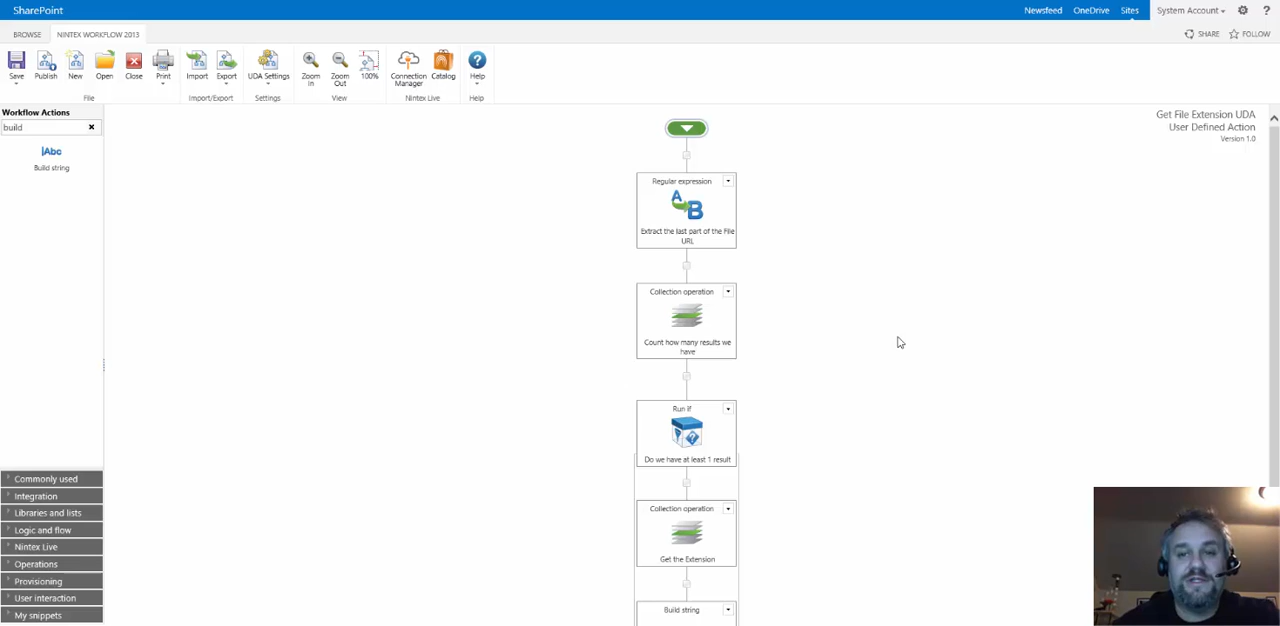 SharePoint
Newsfeed OneDrive Sites System Account ?
BROWSE NINTEX WORKFLOW 2013
SHARE FOLLOW
Save Publish New Open Close Print Import Export UDA Settings Zoom In Zoom Out 100% Connection Manager Catalog Help
File Import/Export Settings View Nintex Live Help
Workflow Actions
build
|Abc
Build string
Get File Extension UDA
User Defined Action
Version 1.0
Regular expression
A B
Extract the last part of the File
URL
Collection operation
Count how many results we
have
Run if
Do we have at least 1 result
Collection operation
Get the Extension
Build string
Commonly used
Integration
Libraries and lists
Logic and flow
Nintex Live
Operations
Provisioning
User interaction
My snippets